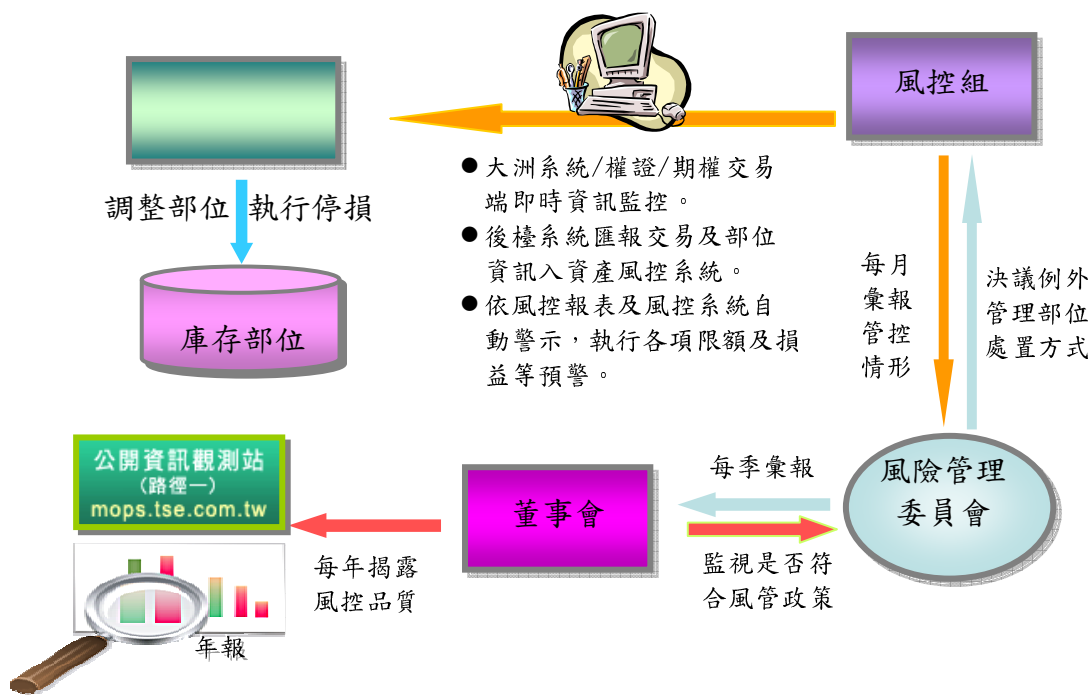 風控組
●大洲系統/權證/期權交易
端即時資訊監控。
●後檯系統匯報交易及部位
資訊入資產風控系統。
●依風控報表及風控系統自
動警示，執行各項限額及損
益等預警。
調整部位 執行停損
庫存部位
每月
彙報
管控
情形
決議例外
管理部位
處置方式
公開資訊觀測站
(路徑一)
mops.tse.com.tw
每年揭露
風控品質
年報
董事會
每季彙報
監視是否符
合風管政策
風險管理
委員會